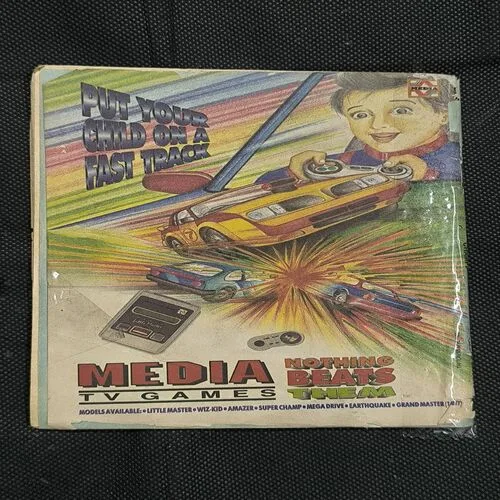 PUT YOUR
CHILD ON A
FAST TRACK
MEDIA
MEDIA
TV GAMES
NOTHING
BEATS
THEM
MODELS AVAILABLE: • LITTLE MASTER • WIZ-KID • AMAZER • SUPER CHAMP • MEGA DRIVE • EARTHQUAKE • GRAND MASTER